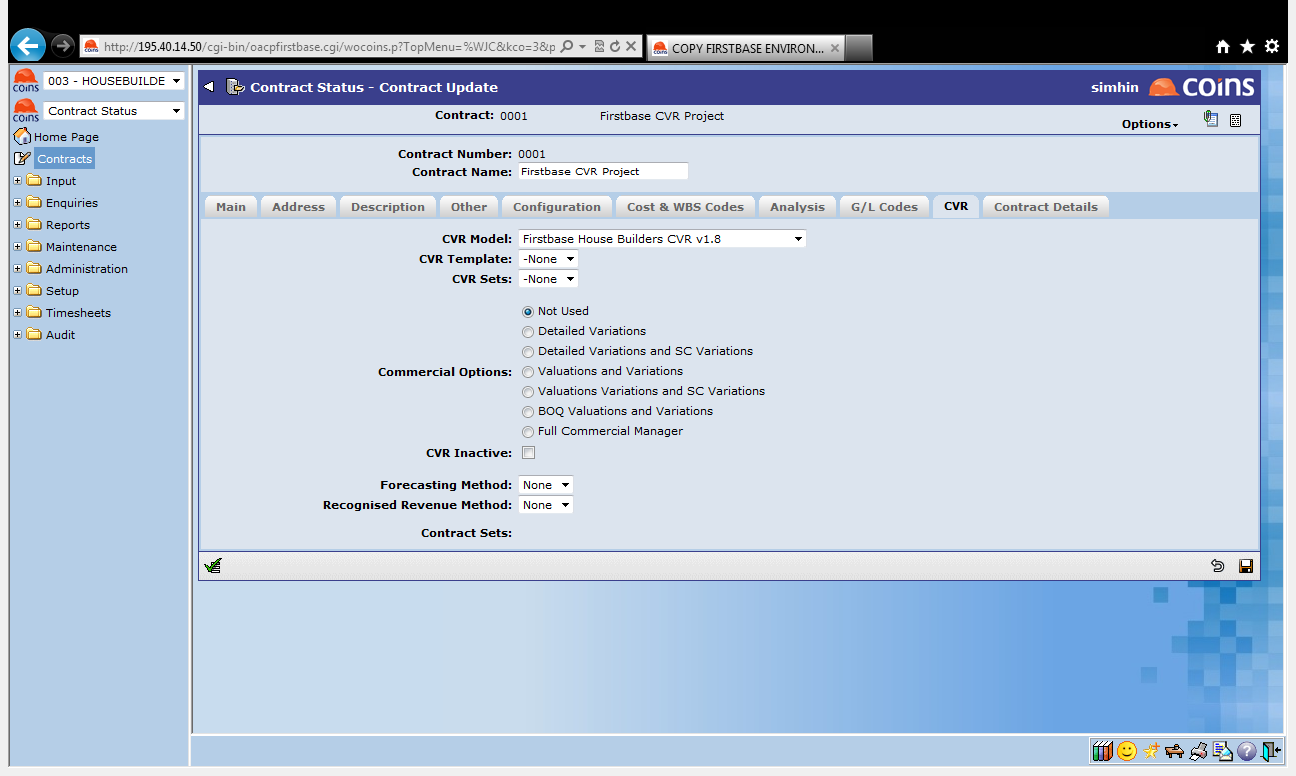 http://195.40.14.50/cgi-bin/oacpfirstbase.cgi/wocoins.p?TopMenu=%WJC&kco=3&p
COPY FIRSTBASE ENVIRON...
coins
003 - HOUSEBUILDE
coins
Contract Status
Home Page
Contracts
Input
Enquiries
Reports
Maintenance
Administration
Setup
Timesheets
Audit
Contract Status - Contract Update
simhin
coins
Contract: 0001 Firstbase CVR Project
Options
Contract Number: 0001
Contract Name: Firstbase CVR Project
Main Address Description Other Configuration Cost & WBS Codes Analysis G/L Codes CVR Contract Details
CVR Model: Firstbase House Builders CVR v1.8
CVR Template: -None
CVR Sets: -None
Commercial Options:
Not Used
Detailed Variations
Detailed Variations and SC Variations
Valuations and Variations
Valuations Variations and SC Variations
BOQ Valuations and Variations
Full Commercial Manager
CVR Inactive:
Forecasting Method: None
Recognised Revenue Method: None
Contract Sets: